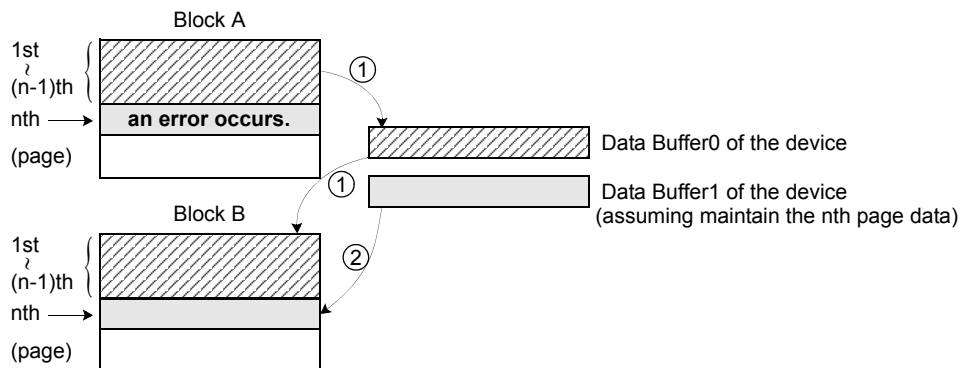 Block A
1st
~
(n-1)th
nth
an error occurs.
(page)
①
Data Buffer0 of the device
①
Data Buffer1 of the device
(assuming maintain the nth page data)
Block B
1st
~
(n-1)th
②
nth
(page)